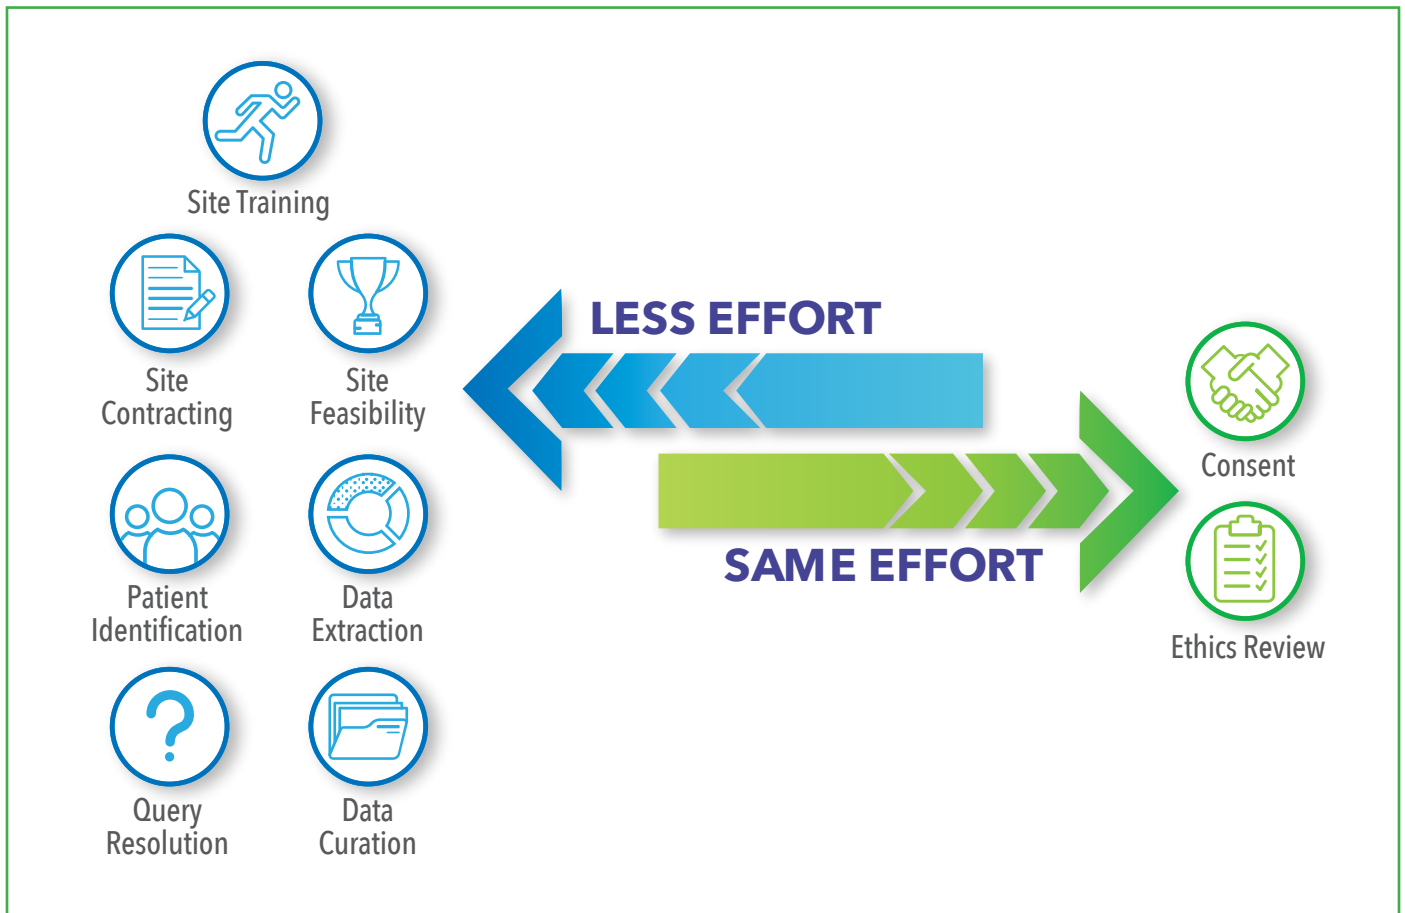 Site Training
Site
Contracting
Site
Feasibility
Patient
Identification
Data
Extraction
Query
Resolution
Data
Curation
LESS EFFORT
SAME EFFORT
Consent
Ethics Review